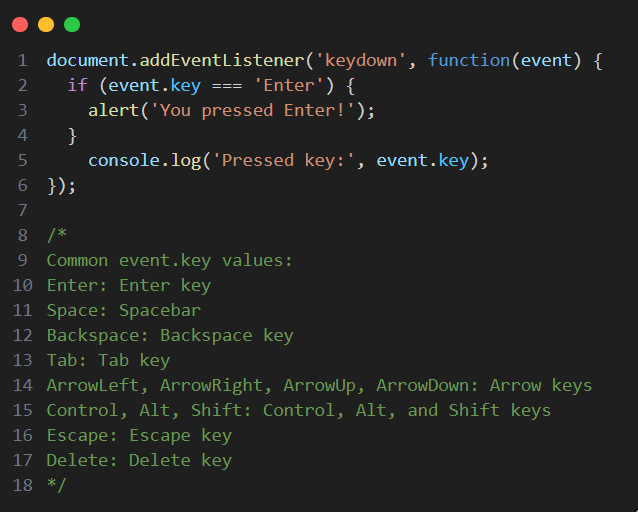 1 document.addEventListener('keydown', function(event) {
2   if (event.key === 'Enter') {
3     alert('You pressed Enter!');
4   }
5     console.log('Pressed key:', event.key);
6 });
7
8 /*
9 Common event.key values:
10 Enter: Enter key
11 Space: Spacebar
12 Backspace: Backspace key
13 Tab: Tab key
14 ArrowLeft, ArrowRight, ArrowUp, ArrowDown: Arrow keys
15 Control, Alt, Shift: Control, Alt, and Shift keys
16 Escape: Escape key
17 Delete: Delete key
18 */